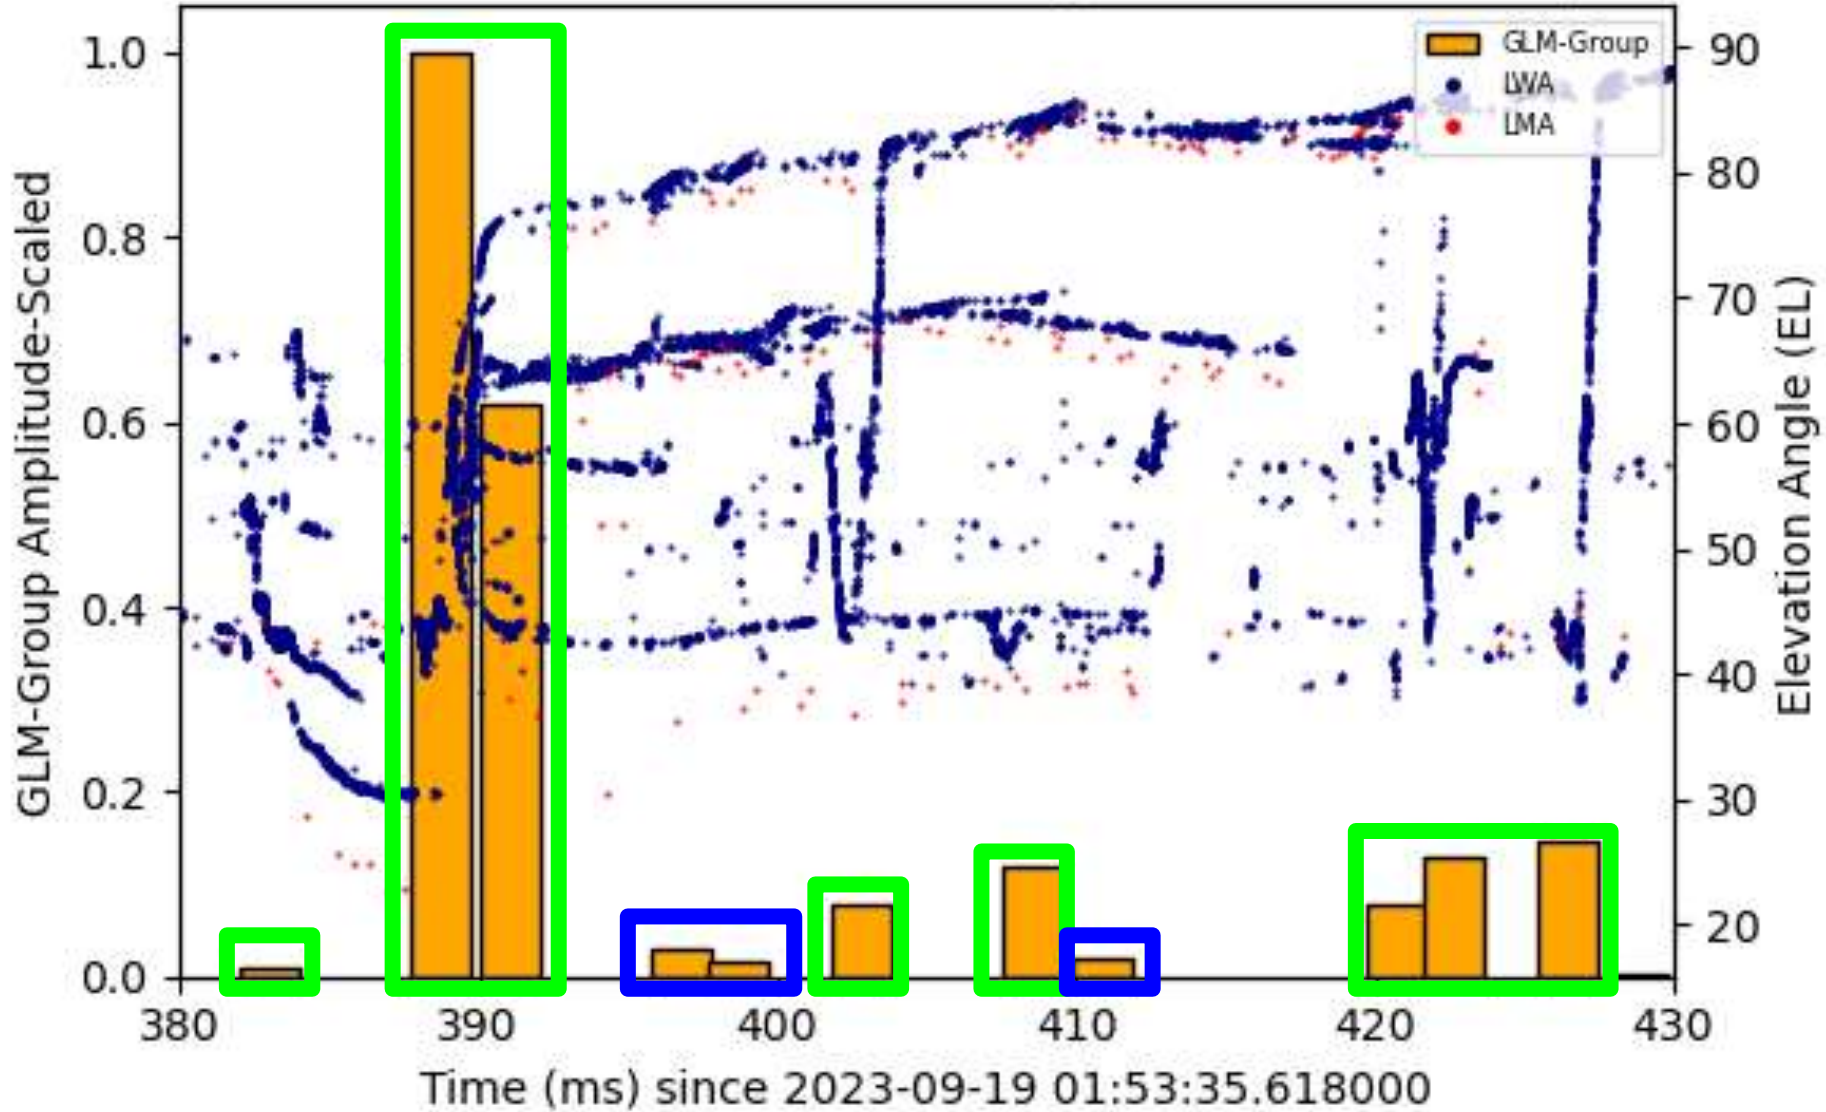 GLM-Group Amplitude-Scaled
1.0
0.8
0.6
0.4
0.2
0.0
GLM-Group
LWA
LMA
90
80
70
60
50
40
30
20
Elevation Angle (EL)
380 390 400 410 420 430
Time (ms) since 2023-09-19 01:53:35.618000